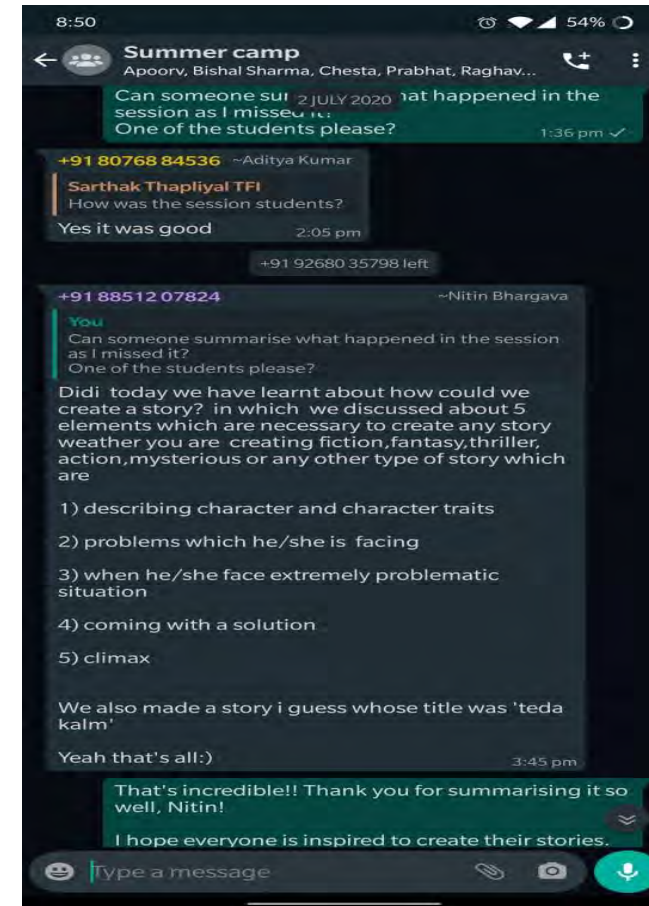 8:50 54%
Summer camp
Apoorv, Bishal Sharma, Chesta, Prabhat, Raghav...
2 JULY 2020
Can someone hat happened in the
session as I missed it?
One of the students please?
1:36 pm
+91 80768 84536 ~Aditya Kumar
Sarthak Thapliyal TFI
How was the session students?
Yes it was good 2:05 pm
+91 92680 35798 left
+91 88512 07824 ~Nitin Bhargava
You
Can someone summarise what happened in the session
as I missed it?
One of the students please?
Didi today we have learnt about how could we
create a story? in which we discussed about 5
elements which are necessary to create any story
weather you are creating fiction,fantasy,thriller,
action,mysterious or any other type of story which
are
1) describing character and character traits
2) problems which he/she is facing
3) when he/she face extremely problematic
situation
4) coming with a solution
5) climax
We also made a story i guess whose title was 'teda
kalm'
Yeah that's all:) 3:45 pm
That's incredible!! Thank you for summarising it so
well, Nitin!
I hope everyone is inspired to create their stories.
Type a message